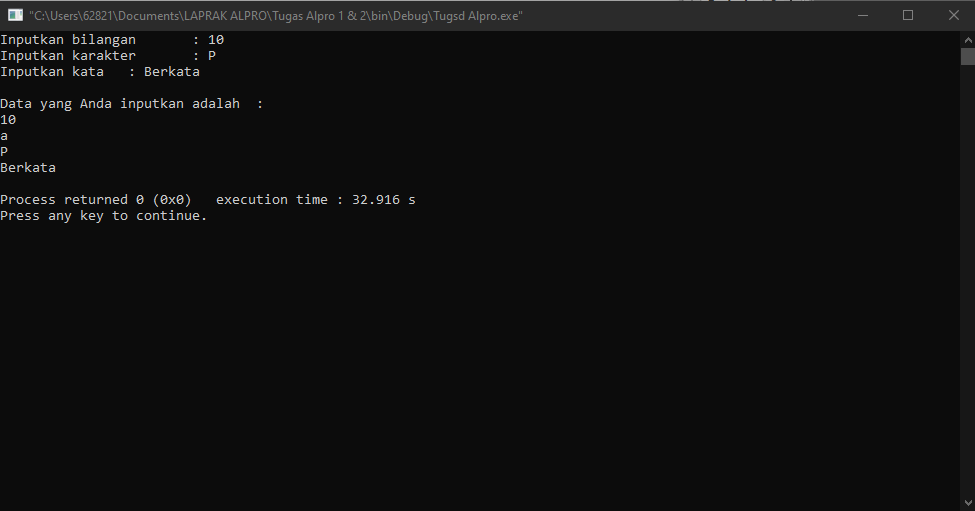 "C:\Users\62821\Documents\LAPRAK ALPRO\Tugas Alpro 1 & 2\bin\Debug\Tugsd Alpro.exe"
Inputkan bilangan       : 10
Inputkan karakter       : P
Inputkan kata   : Berkata
Data yang Anda inputkan adalah  :
10
a
P
Berkata
Process returned 0 (0x0)   execution time : 32.916 s
Press any key to continue.